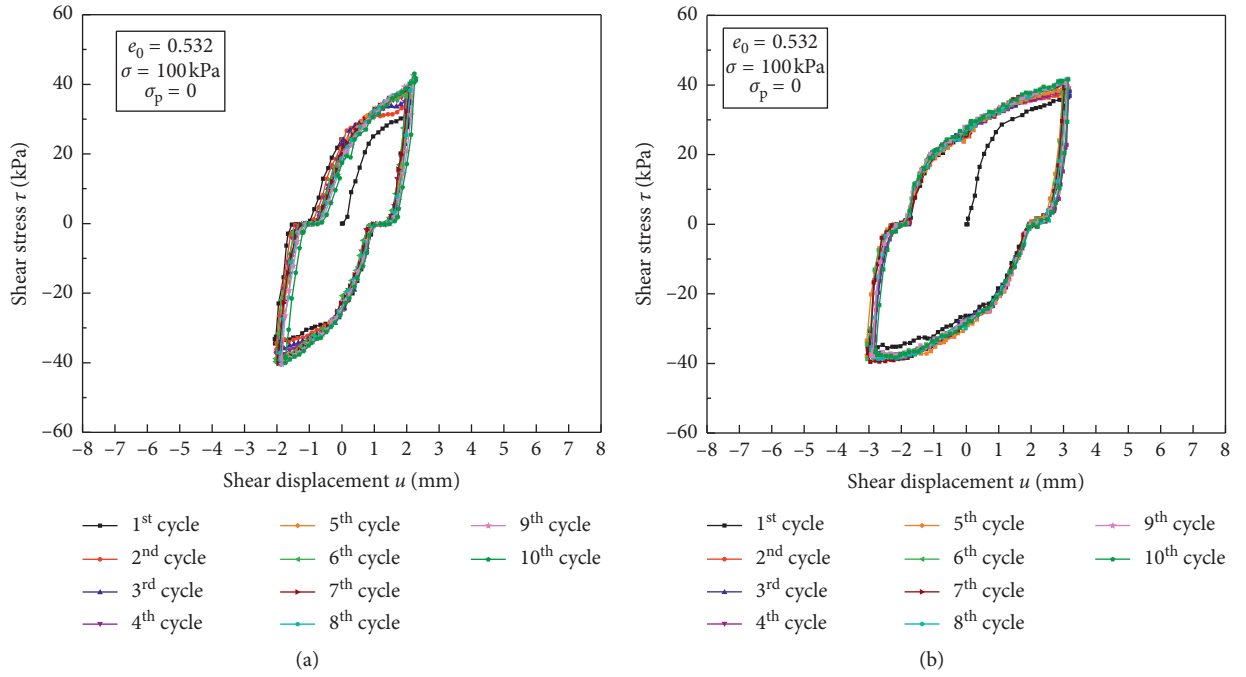 60
40
20
0
–20
–40
–60
Shear stress τ (kPa)
e0 = 0.532
σ = 100 kPa
σp = 0
–8 –7 –6 –5 –4 –3 –2 –1 0 1 2 3 4 5 6 7 8
Shear displacement u (mm)
1st cycle
2nd cycle
3rd cycle
4th cycle
5th cycle
6th cycle
7th cycle
8th cycle
9th cycle
10th cycle
(a)
60
40
20
0
–20
–40
–60
Shear stress τ (kPa)
e0 = 0.532
σ = 100 kPa
σp = 0
–8 –7 –6 –5 –4 –3 –2 –1 0 1 2 3 4 5 6 7 8
Shear displacement u (mm)
1st cycle
2nd cycle
3rd cycle
4th cycle
5th cycle
6th cycle
7th cycle
8th cycle
9th cycle
10th cycle
(b)